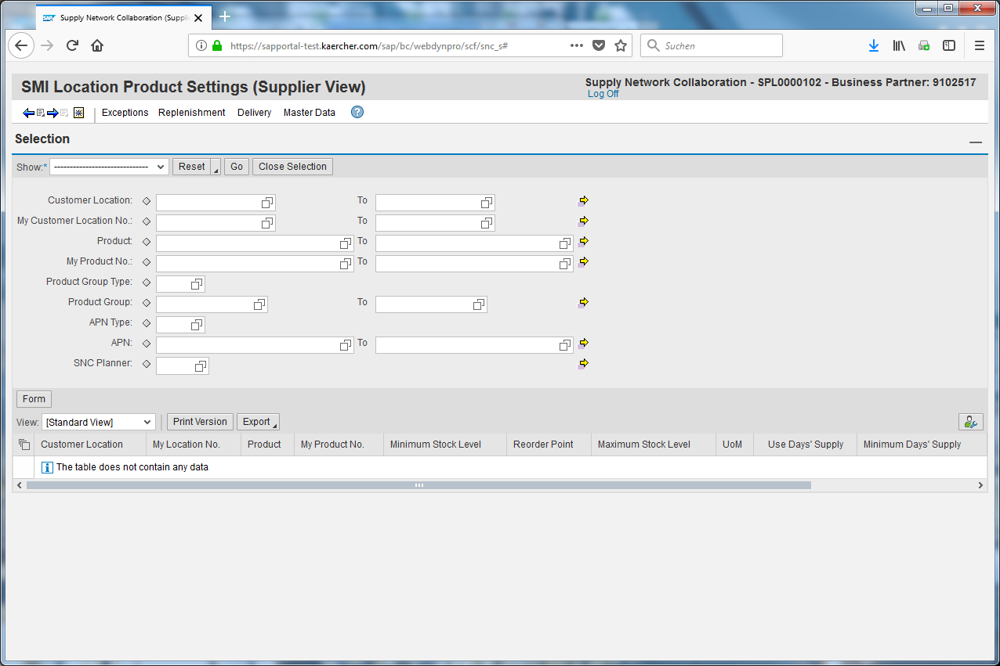 SAP Supply Network Collaboration (Suppli
https://sapportal-test.kaercher.com/sap/bc/webdynpro/scf/snc_s#
Suchen
SMI Location Product Settings (Supplier View)
Supply Network Collaboration - SPL0000102 - Business Partner: 9102517
Log Off
Exceptions Replenishment Delivery Master Data ?
Selection
Show:* ------------------------------ Reset Go Close Selection
Customer Location: To
My Customer Location No.: To
Product: To
My Product No.: To
Product Group Type:
Product Group: To
APN Type:
APN: To
SNC Planner:
Form
View: [Standard View] Print Version Export
Customer Location My Location No. Product My Product No. Minimum Stock Level Reorder Point Maximum Stock Level UoM Use Days' Supply Minimum Days' Supply
The table does not contain any data